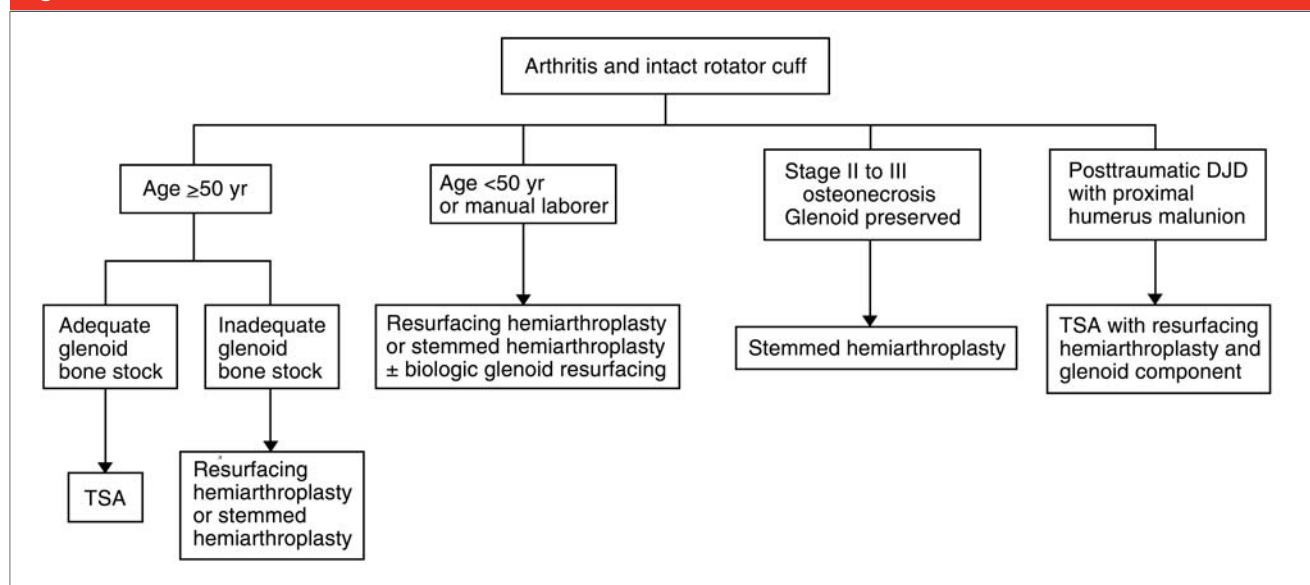 Arthritis and intact rotator cuff
Age ≥50 yr
Age <50 yr
or manual laborer
Stage II to III
osteonecrosis
Glenoid preserved
Posttraumatic DJD
with proximal
humerus malunion
Adequate
glenoid
bone stock
Inadequate
glenoid
bone stock
Resurfacing hemiarthroplasty
or stemmed hemiarthroplasty
± biologic glenoid resurfacing
Stemmed hemiarthroplasty
TSA with resurfacing
hemiarthroplasty and
glenoid component
TSA
Resurfacing
hemiarthroplasty
or stemmed
hemiarthroplasty